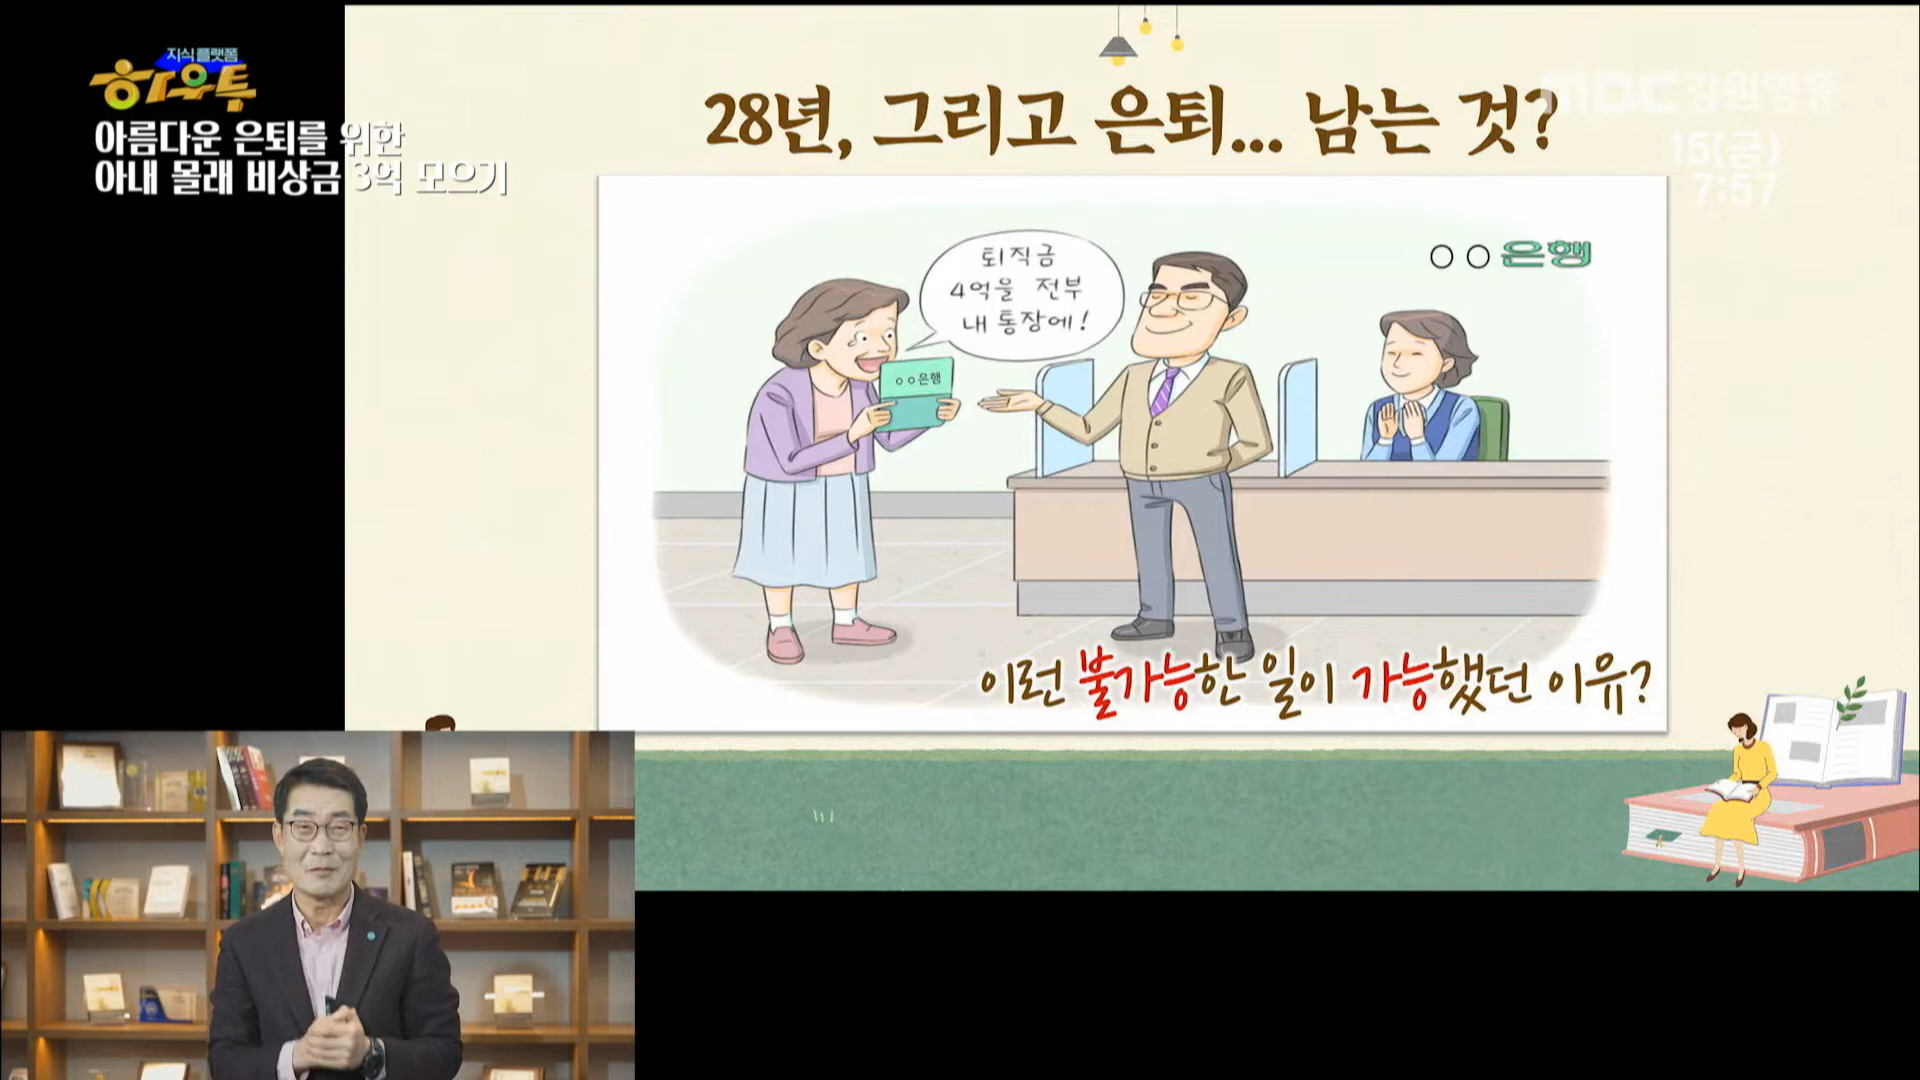 지식 플랫폼
하우투
아름다운 은퇴를 위한
아내 몰래 비상금 3억 모으기
MBC강원영동
15(금)
7:57
28년, 그리고 은퇴... 남는 것?
퇴직금
4억을 전부
내 통장에!
○○은행
○○은행
이런 불가능한 일이 가능했던 이유?